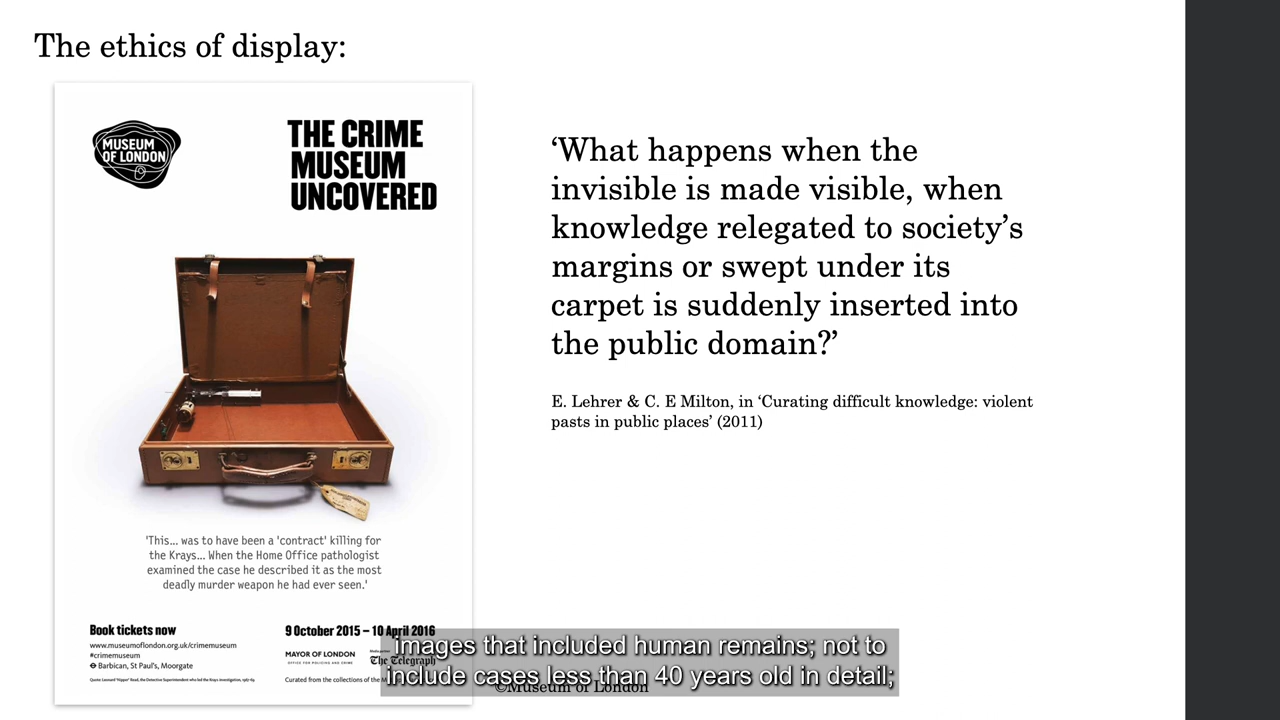 The ethics of display:
MUSEUM
OF LONDON
THE CRIME
MUSEUM
UNCOVERED
'This... was to have been a 'contract' killing for
the Krays... When the Home Office pathologist
examined the case he described it as the most
deadly murder weapon he had ever seen.'
Book tickets now
www.museumoflondon.org.uk/crimemuseum
#crimemuseum
Barbican, St Paul's, Moorgate
9 October 2015 – 10 April 2016
MAYOR OF LONDON
OFFICE FOR POLICING AND CRIME
The Telegraph
Curated from the collections of the
‘What happens when the
invisible is made visible, when
knowledge relegated to society’s
margins or swept under its
carpet is suddenly inserted into
the public domain?’
E. Lehrer & C. E Milton, in ‘Curating difficult knowledge: violent
pasts in public places’ (2011)
©Museum of London
images that included human remains; not to
include cases less than 40 years old in detail;